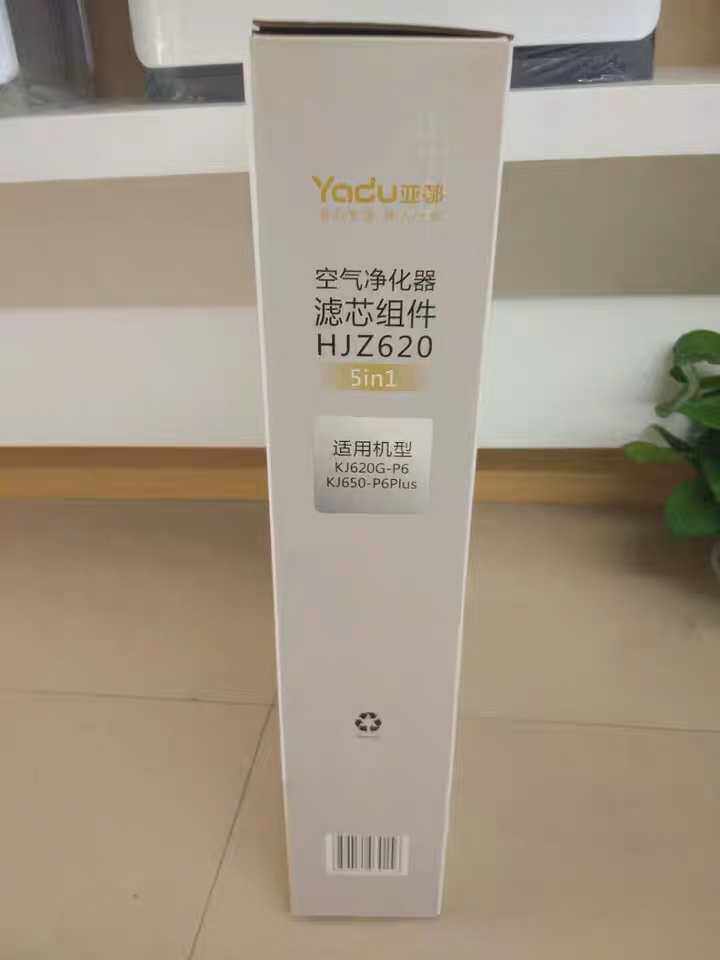 Yadu亚都
空气净化器
滤芯组件
HJZ620
5in1
适用机型
KJ620G-P6
KJ650-P6Plus